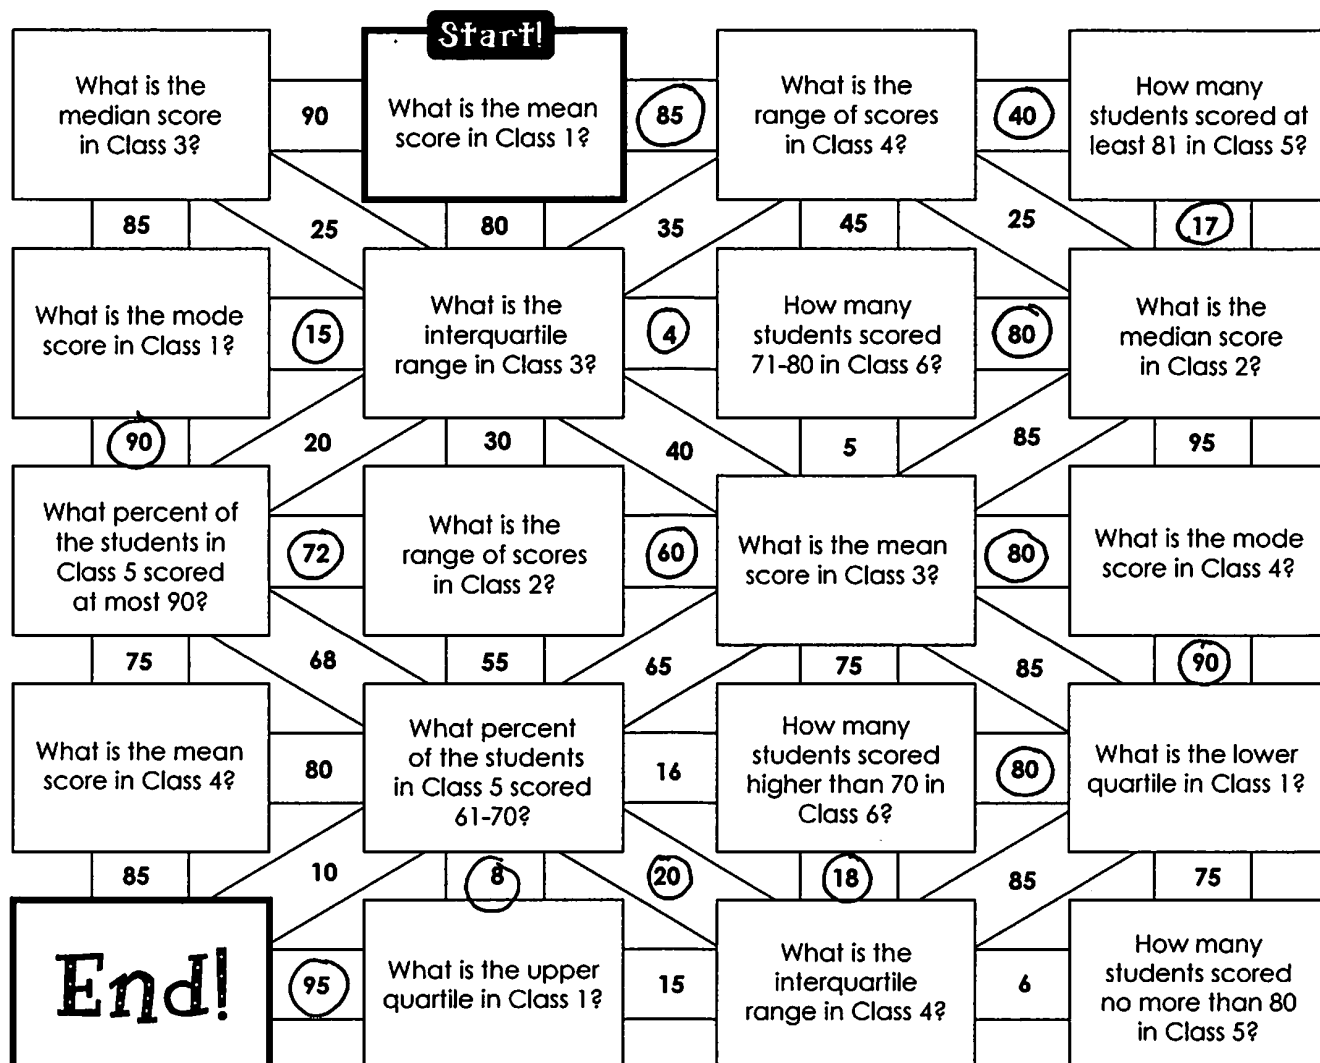 Start!
What is the
median score
in Class 3?
90
What is the mean
score in Class 1?
85
What is the
range of scores
in Class 4?
40
How many
students scored at
least 81 in Class 5?
85
25
80
35
45
25
17
What is the mode
score in Class 1?
15
What is the
interquartile
range in Class 3?
4
How many
students scored
71-80 in Class 6?
80
What is the
median score
in Class 2?
90
20
30
40
5
85
95
What percent of
the students in
Class 5 scored
at most 90?
72
What is the
range of scores
in Class 2?
60
What is the mean
score in Class 3?
80
What is the mode
score in Class 4?
75
68
55
65
75
85
90
What is the mean
score in Class 4?
80
What percent
of the students
in Class 5 scored
61-70?
16
How many
students scored
higher than 70 in
Class 6?
80
What is the lower
quartile in Class 1?
85
10
8
20
18
85
75
End!
95
What is the upper
quartile in Class 1?
15
What is the
interquartile
range in Class 4?
6
How many
students scored
no more than 80
in Class 5?